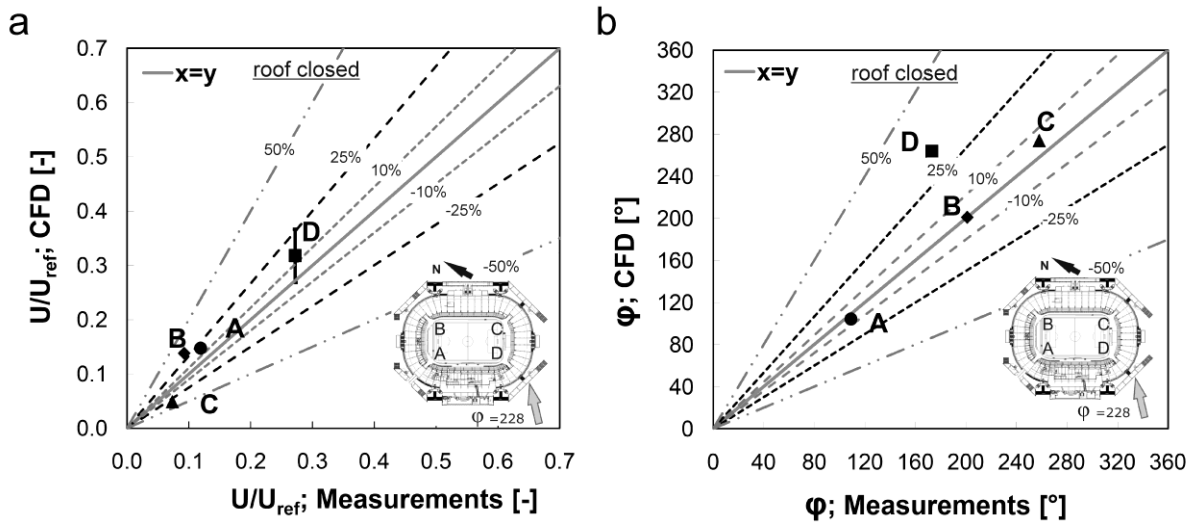 a
0.7
0.6
0.5
0.4
0.3
0.2
0.1
0.0
U/U_ref; CFD [-]
x=y
roof closed
50%
25%
10%
-10%
-25%
-50%
D
B
A
C
N
B C
A D
φ =228
0.0 0.1 0.2 0.3 0.4 0.5 0.6 0.7
U/U_ref; Measurements [-]
b
360
320
280
240
200
160
120
80
40
0
φ; CFD [°]
x=y
roof closed
50%
25%
10%
-10%
-25%
-50%
D
C
B
A
N
B C
A D
φ =228
0 40 80 120 160 200 240 280 320 360
φ; Measurements [°]